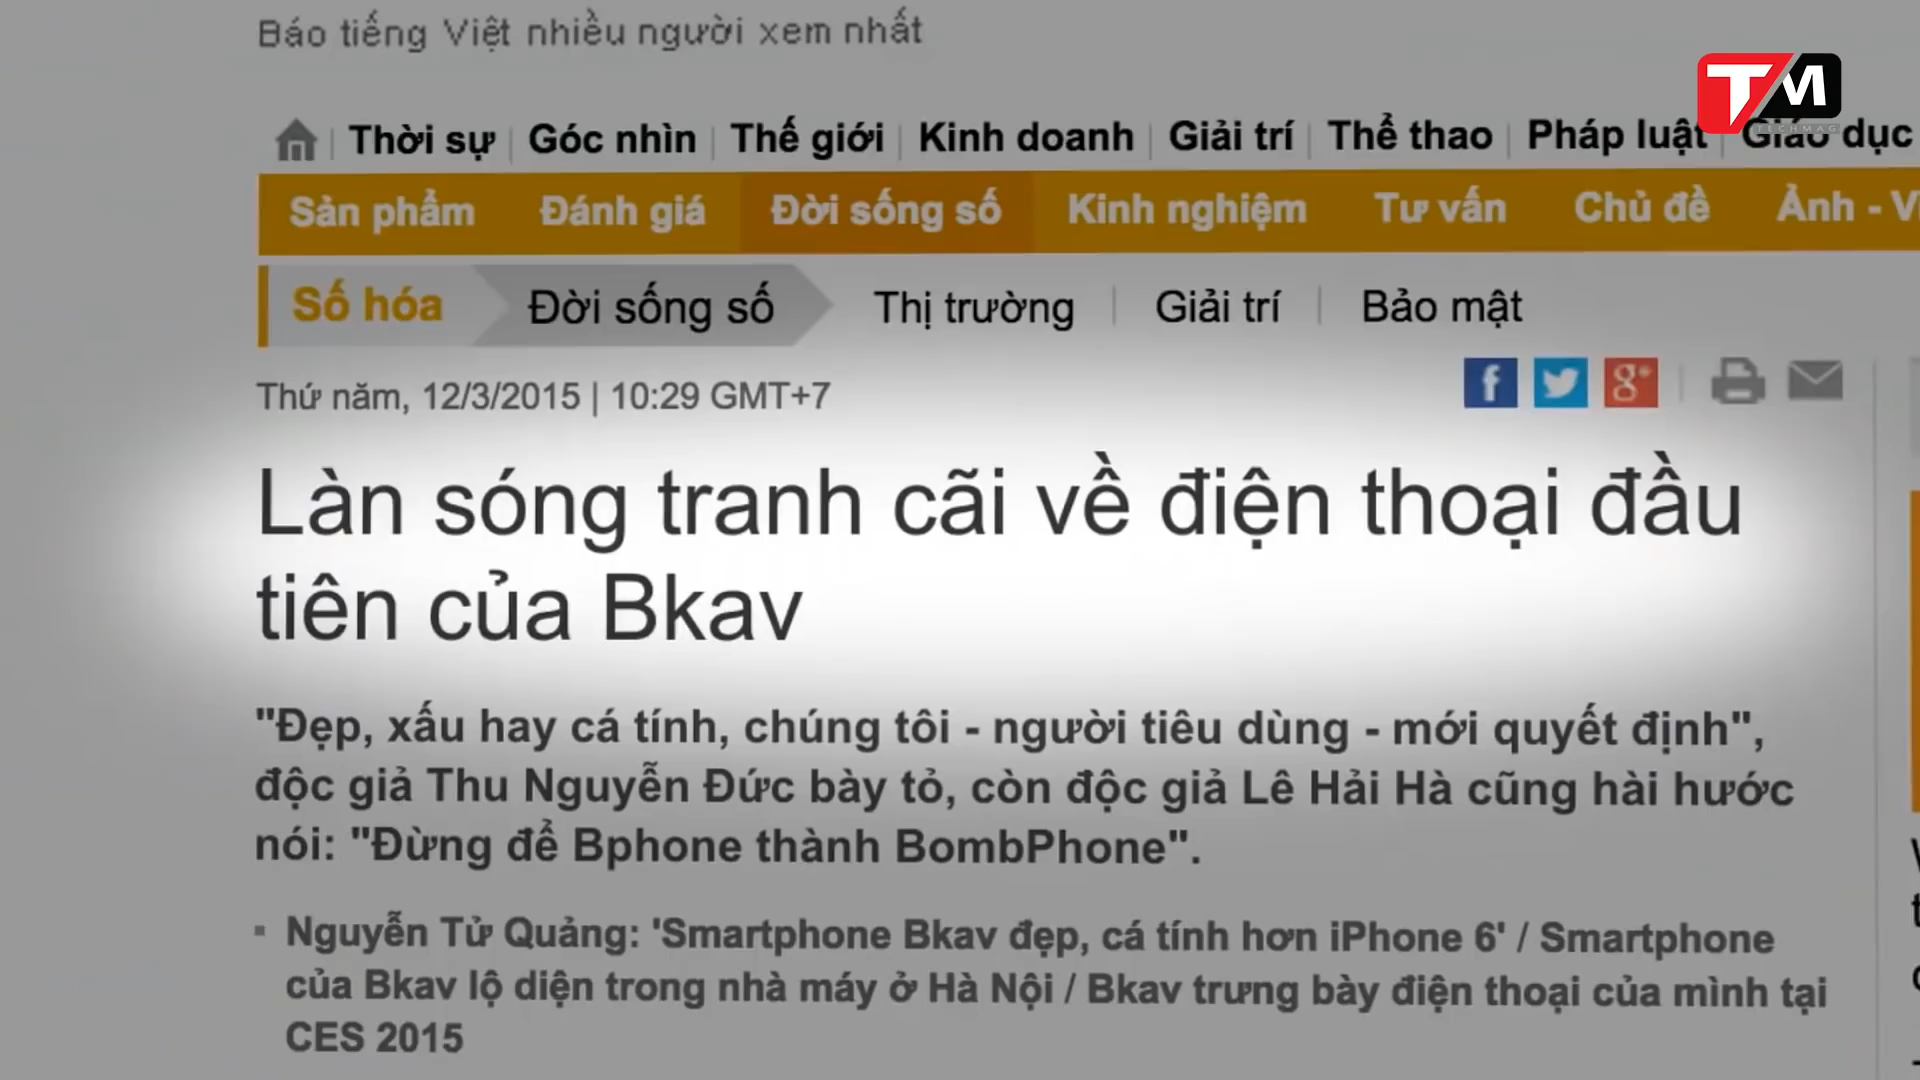 Báo tiếng Việt nhiều người xem nhất
TM
TECHMAG
Thời sự | Góc nhìn | Thế giới | Kinh doanh | Giải trí | Thể thao | Pháp luật | Giáo dục
Sản phẩm Đánh giá Đời sống số Kinh nghiệm Tư vấn Chủ đề Ảnh -
Số hóa Đời sống số Thị trường | Giải trí | Bảo mật
Thứ năm, 12/3/2015 | 10:29 GMT+7
Làn sóng tranh cãi về điện thoại đầu
tiên của Bkav
"Đẹp, xấu hay cá tính, chúng tôi - người tiêu dùng - mới quyết định",
độc giả Thu Nguyễn Đức bày tỏ, còn độc giả Lê Hải Hà cũng hài hước
nói: "Đừng để Bphone thành BombPhone".
Nguyễn Tử Quảng: 'Smartphone Bkav đẹp, cá tính hơn iPhone 6' / Smartphone
của Bkav lộ diện trong nhà máy ở Hà Nội / Bkav trưng bày điện thoại của mình tại
CES 2015